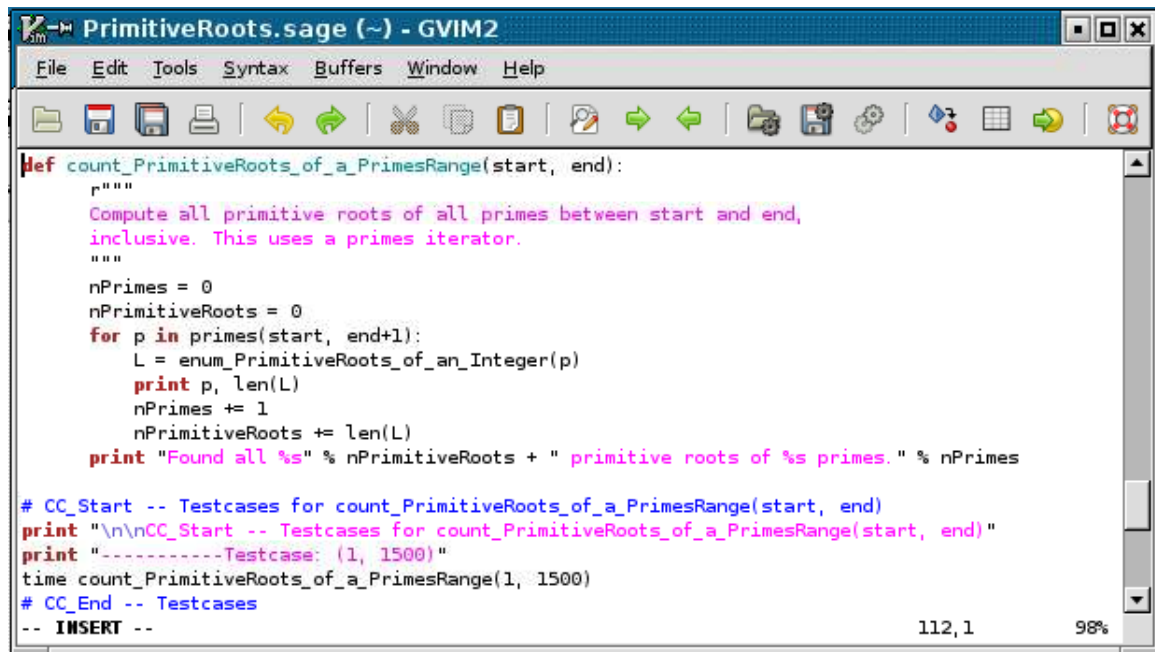 PrimitiveRoots.sage (~) - GVIM2
File Edit Tools Syntax Buffers Window Help
def count_PrimitiveRoots_of_a_PrimesRange(start, end):
r"""
Compute all primitive roots of all primes between start and end,
inclusive. This uses a primes iterator.
"""
nPrimes = 0
nPrimitiveRoots = 0
for p in primes(start, end+1):
L = enum_PrimitiveRoots_of_an_Integer(p)
print p, len(L)
nPrimes += 1
nPrimitiveRoots += len(L)
print "Found all %s" % nPrimitiveRoots + " primitive roots of %s primes." % nPrimes
# CC_Start -- Testcases for count_PrimitiveRoots_of_a_PrimesRange(start, end)
print "\n\nCC_Start -- Testcases for count_PrimitiveRoots_of_a_PrimesRange(start, end)"
print "-----------Testcase: (1, 1500)"
time count_PrimitiveRoots_of_a_PrimesRange(1, 1500)
# CC_End -- Testcases
-- INSERT -- 112,1 98%